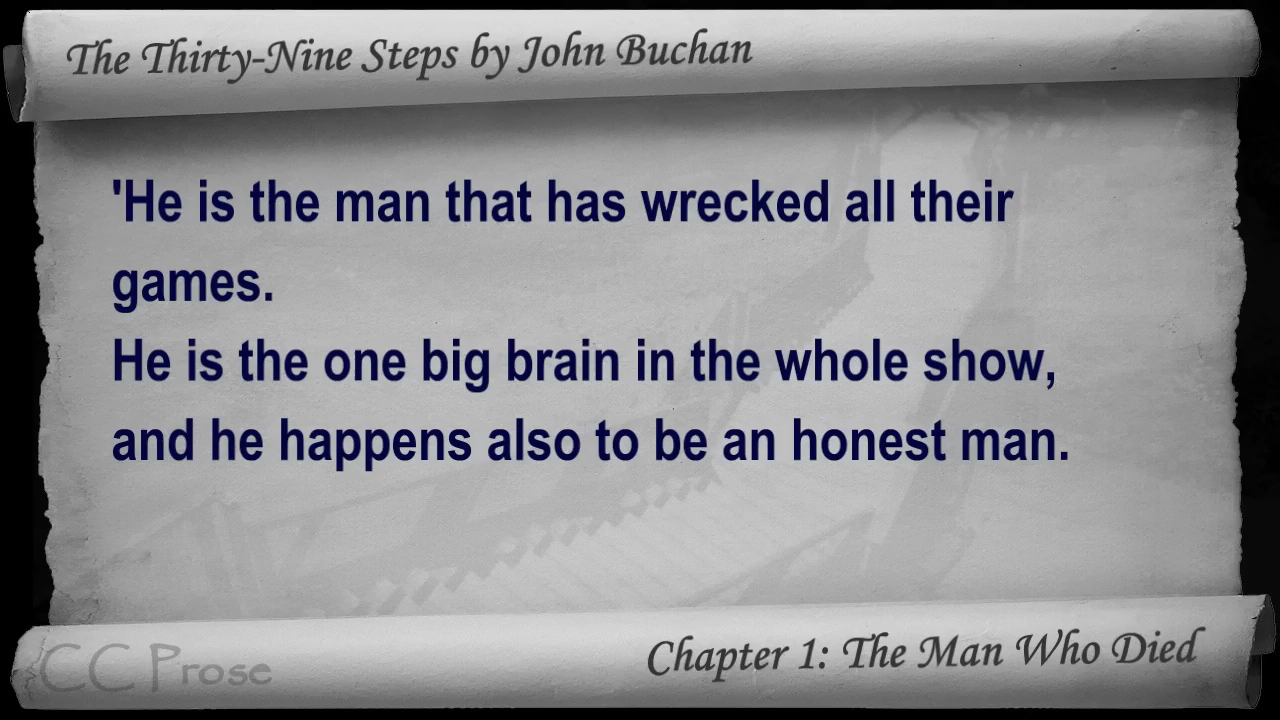 The Thirty-Nine Steps by John Buchan
'He is the man that has wrecked all their
games.
He is the one big brain in the whole show,
and he happens also to be an honest man.
CC Prose
Chapter 1: The Man Who Died